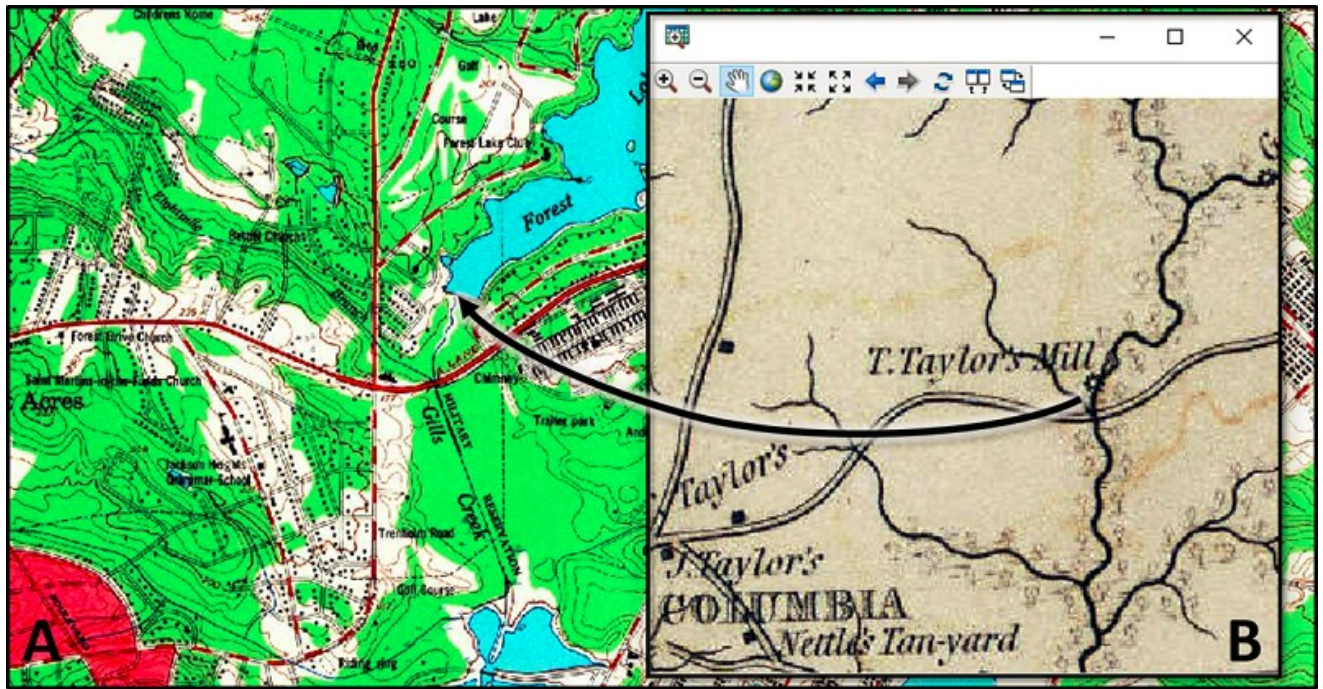 Childrens Home
Lake
Golf
Course
Forest Lake Club
Forest
Bethel Church
Forest Drive Church
Saint Martins-in-the-Fields Church
Acres
LAKE
Chimneys
Trailer park
MILITARY
RESERVATION
Gills
Creek
Jackson Heights
Grammar School
Trenholm Road
Golf Course
Riding ring
A
T.Taylor's Mill
Taylor's
J.Taylor's
COLUMBIA
Nettle's Tan-yard
B